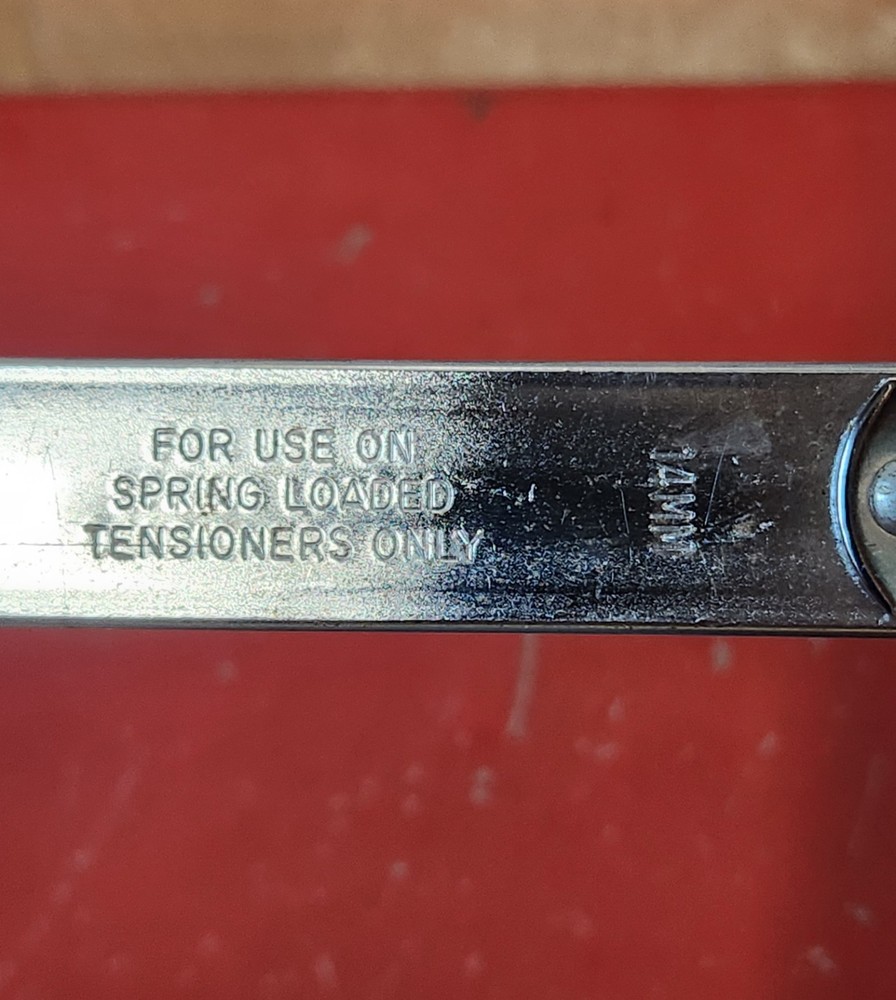 FOR USE ON
SPRING LOADED
TENSIONERS ONLY
14MM